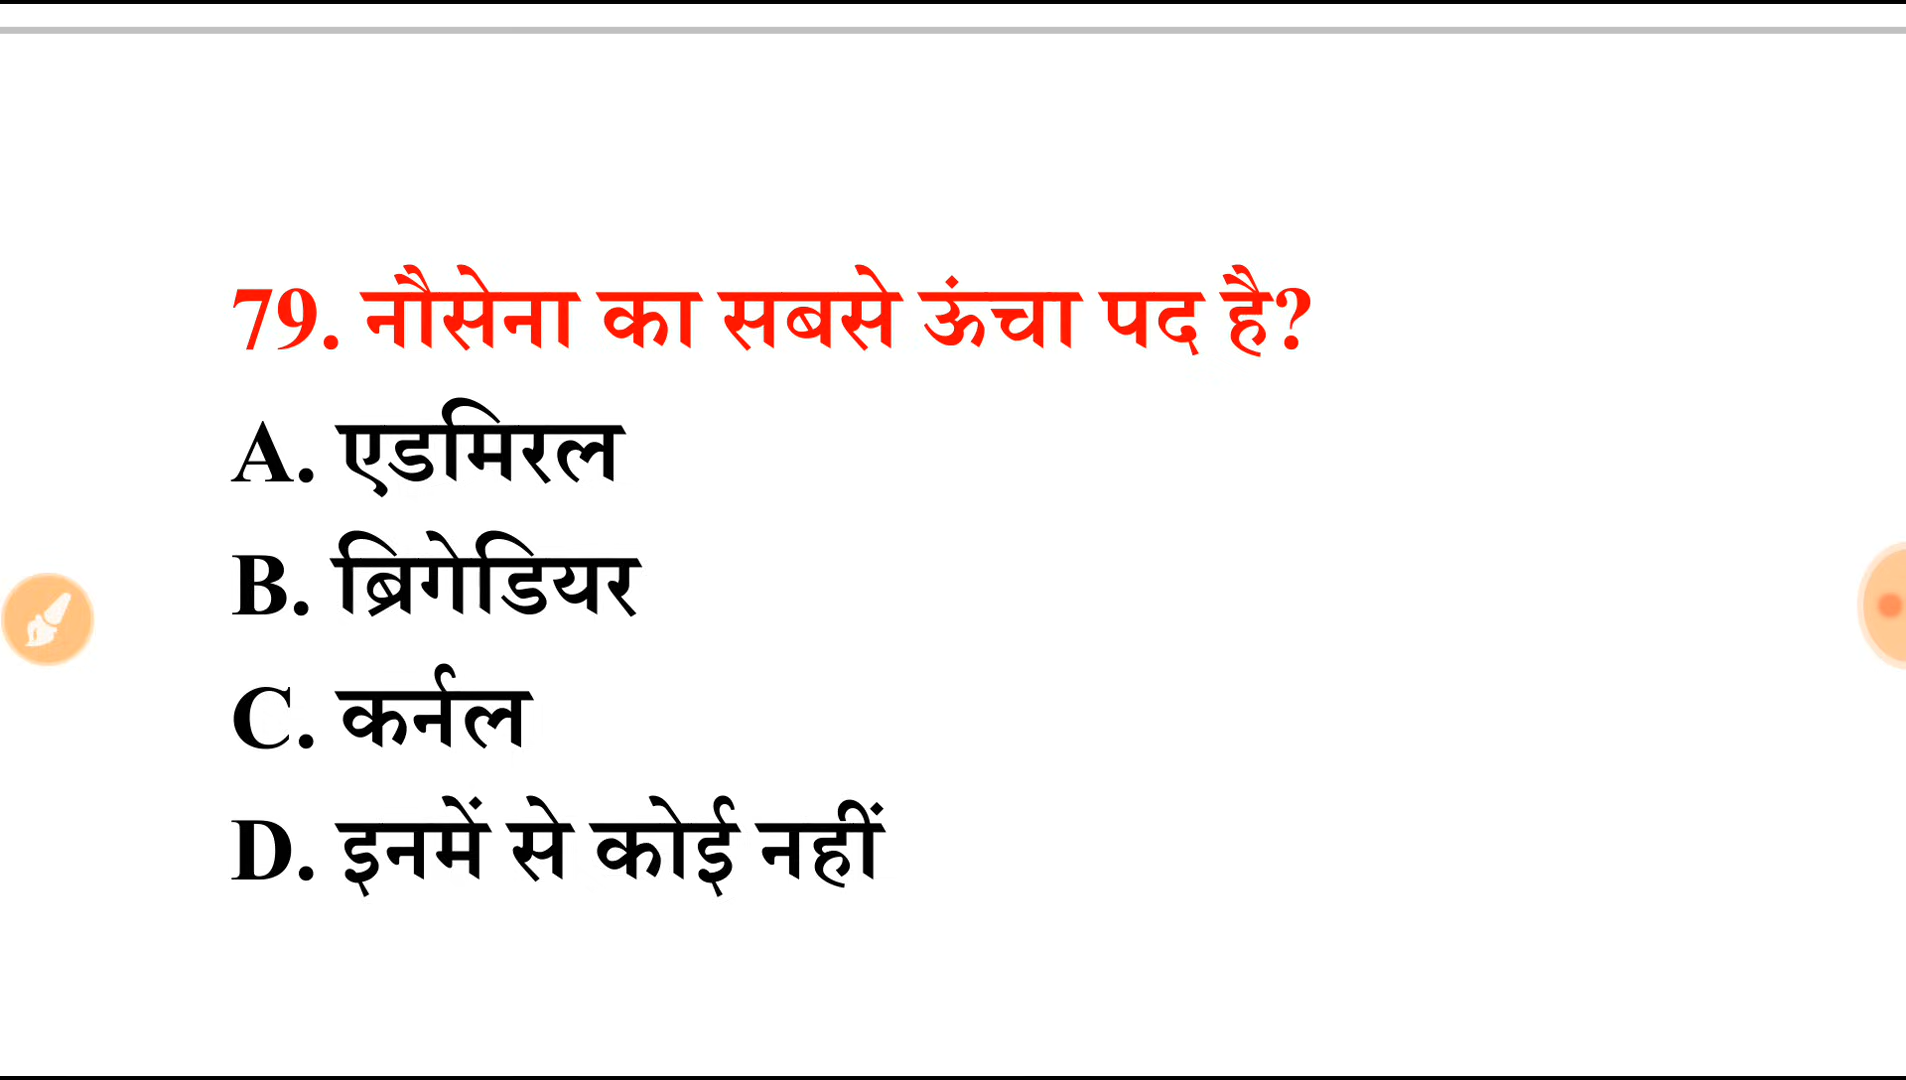 79. नौसेना का सबसे ऊंचा पद है?
A. एडमिरल
B. ब्रिगेडियर
C. कर्नल
D. इनमें से कोई नहीं